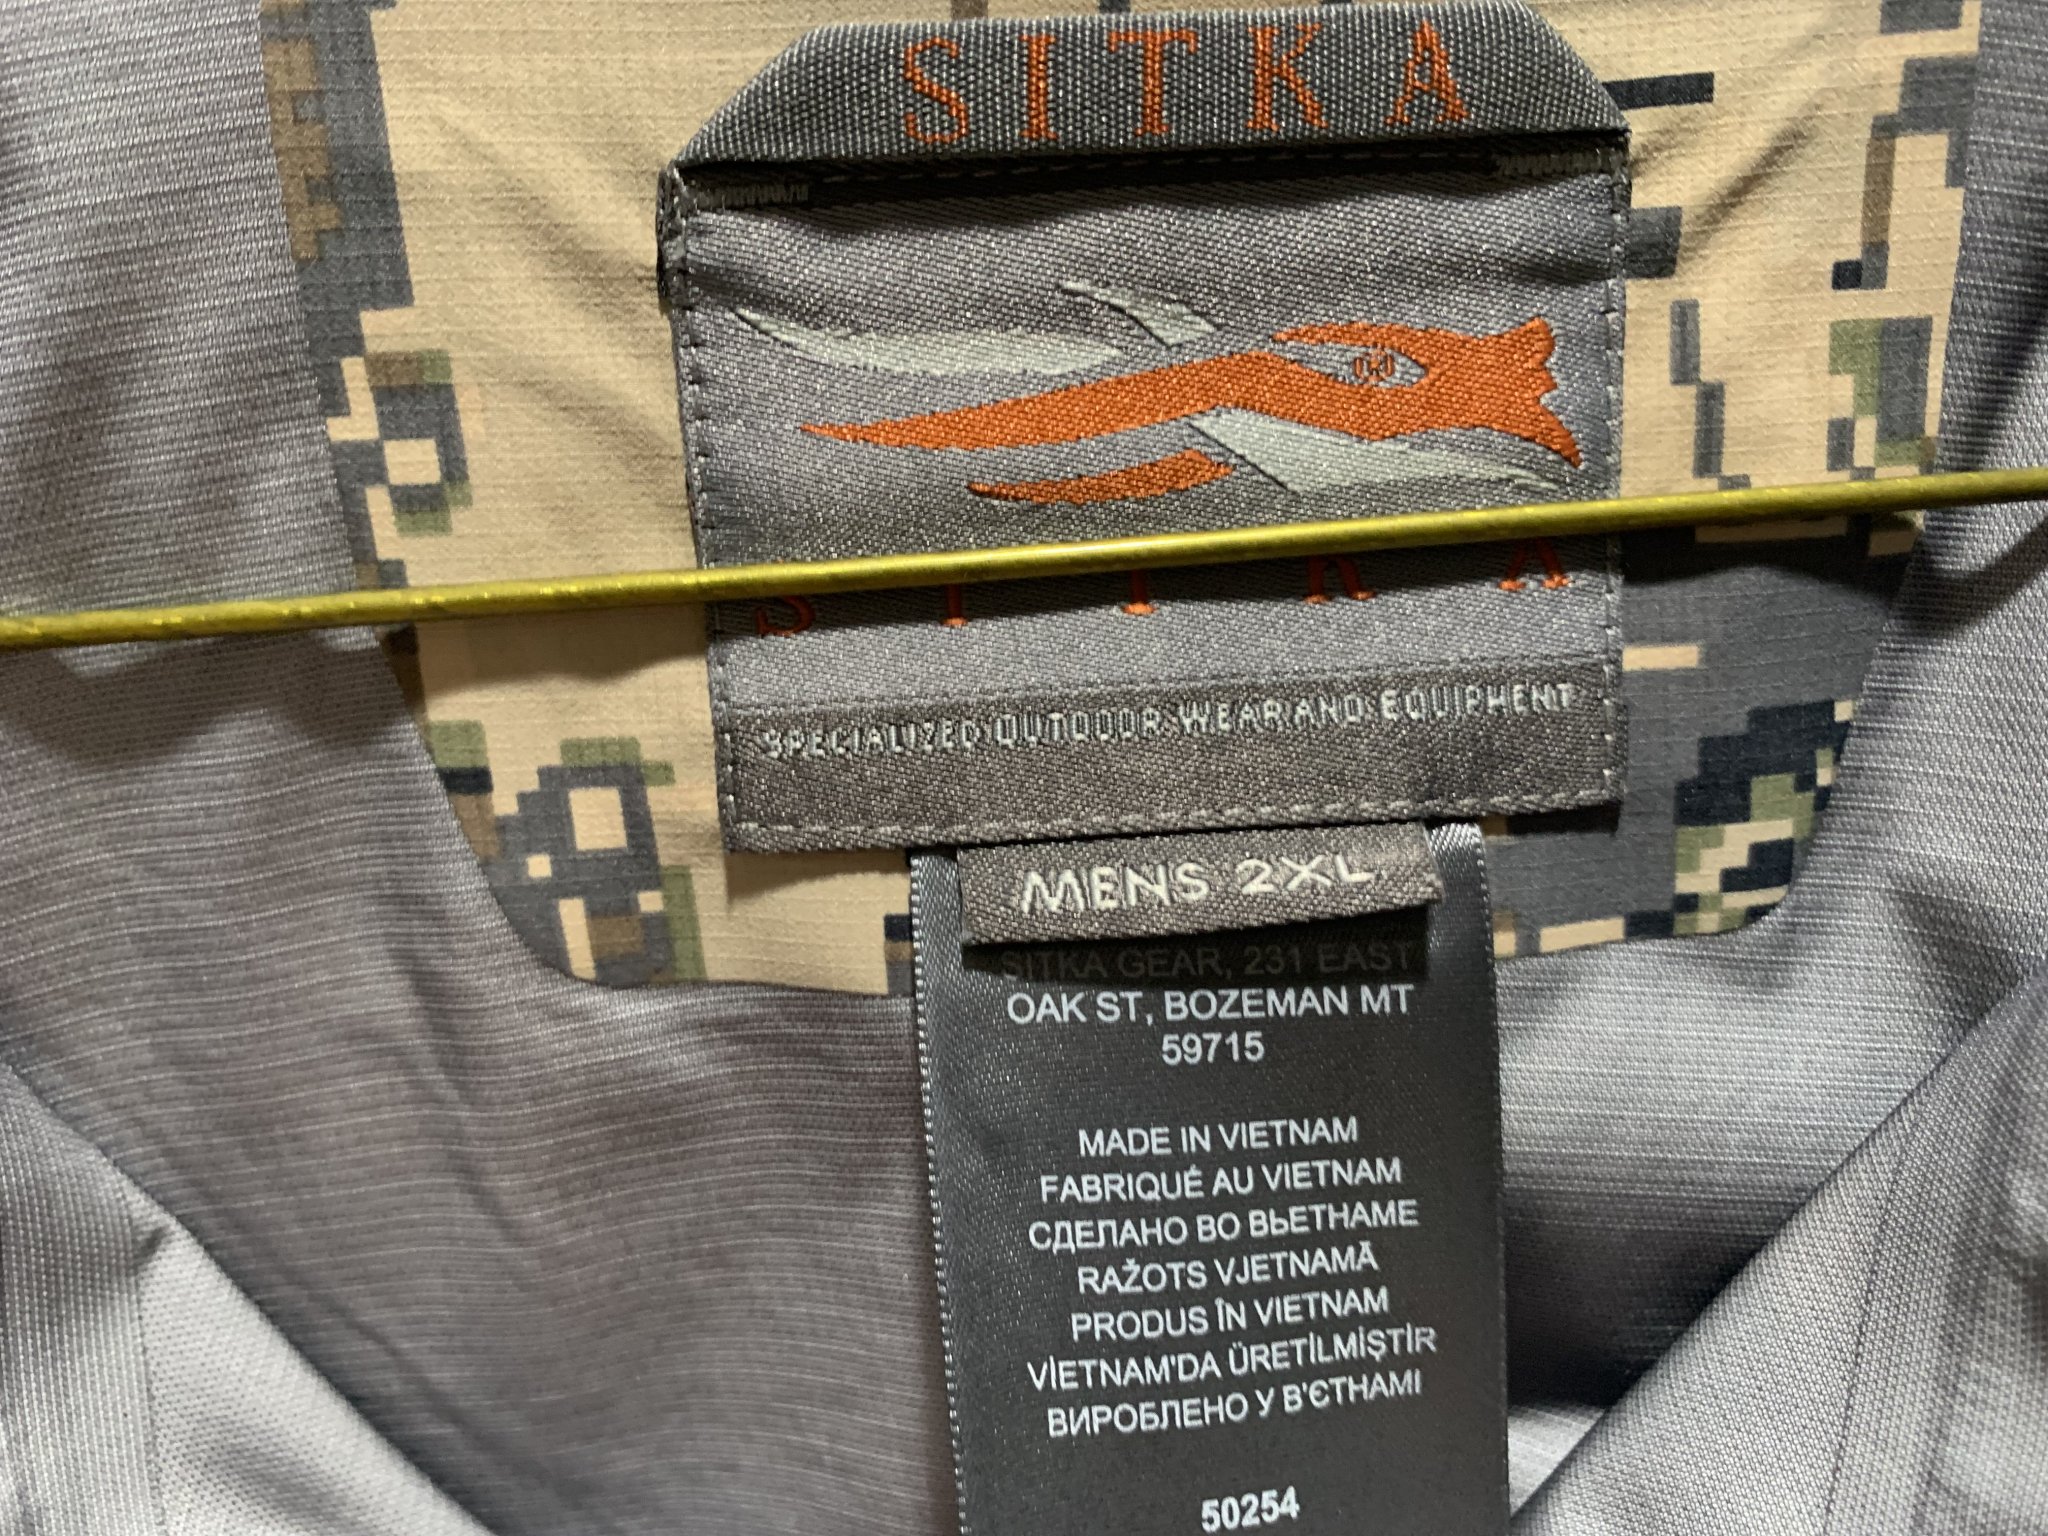 SITKA
SITKA
SPECIALIZED OUTDOOR WEAR AND EQUIPMENT
MENS 2XL
SITKA GEAR, 231 EAST
OAK ST, BOZEMAN MT
59715
MADE IN VIETNAM
FABRIQUÉ AU VIETNAM
СДЕЛАНО ВО ВЬЕТНАМЕ
RAŽOTS VJETNAMĀ
PRODUS ÎN VIETNAM
VİETNAM'DA ÜRETİLMİŞTİR
ВИРОБЛЕНО У В'ЄТНАМІ
50254